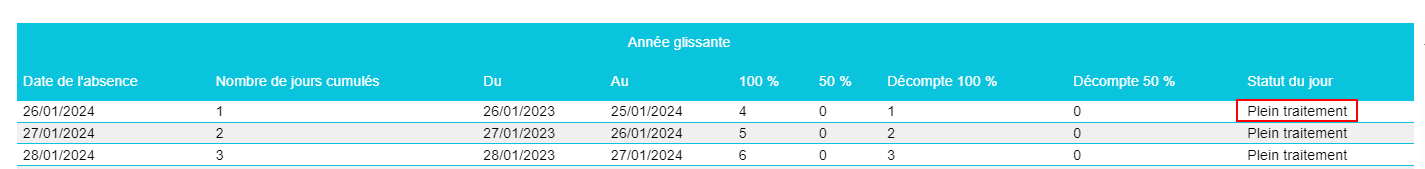 Année glissante
Date de l'absence Nombre de jours cumulés Du Au 100 % 50 % Décompte 100 % Décompte 50 % Statut du jour
26/01/2024 1 26/01/2023 25/01/2024 4 0 1 0 Plein traitement
27/01/2024 2 27/01/2023 26/01/2024 5 0 2 0 Plein traitement
28/01/2024 3 28/01/2023 27/01/2024 6 0 3 0 Plein traitement